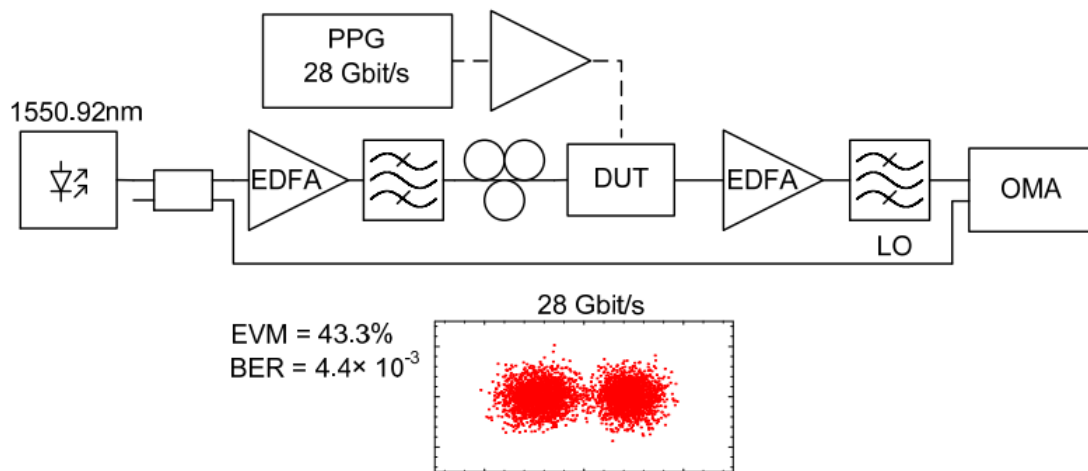 PPG
28 Gbit/s
1550.92nm
EDFA
DUT
EDFA
OMA
LO
28 Gbit/s
EVM = 43.3%
BER = 4.4× 10⁻³